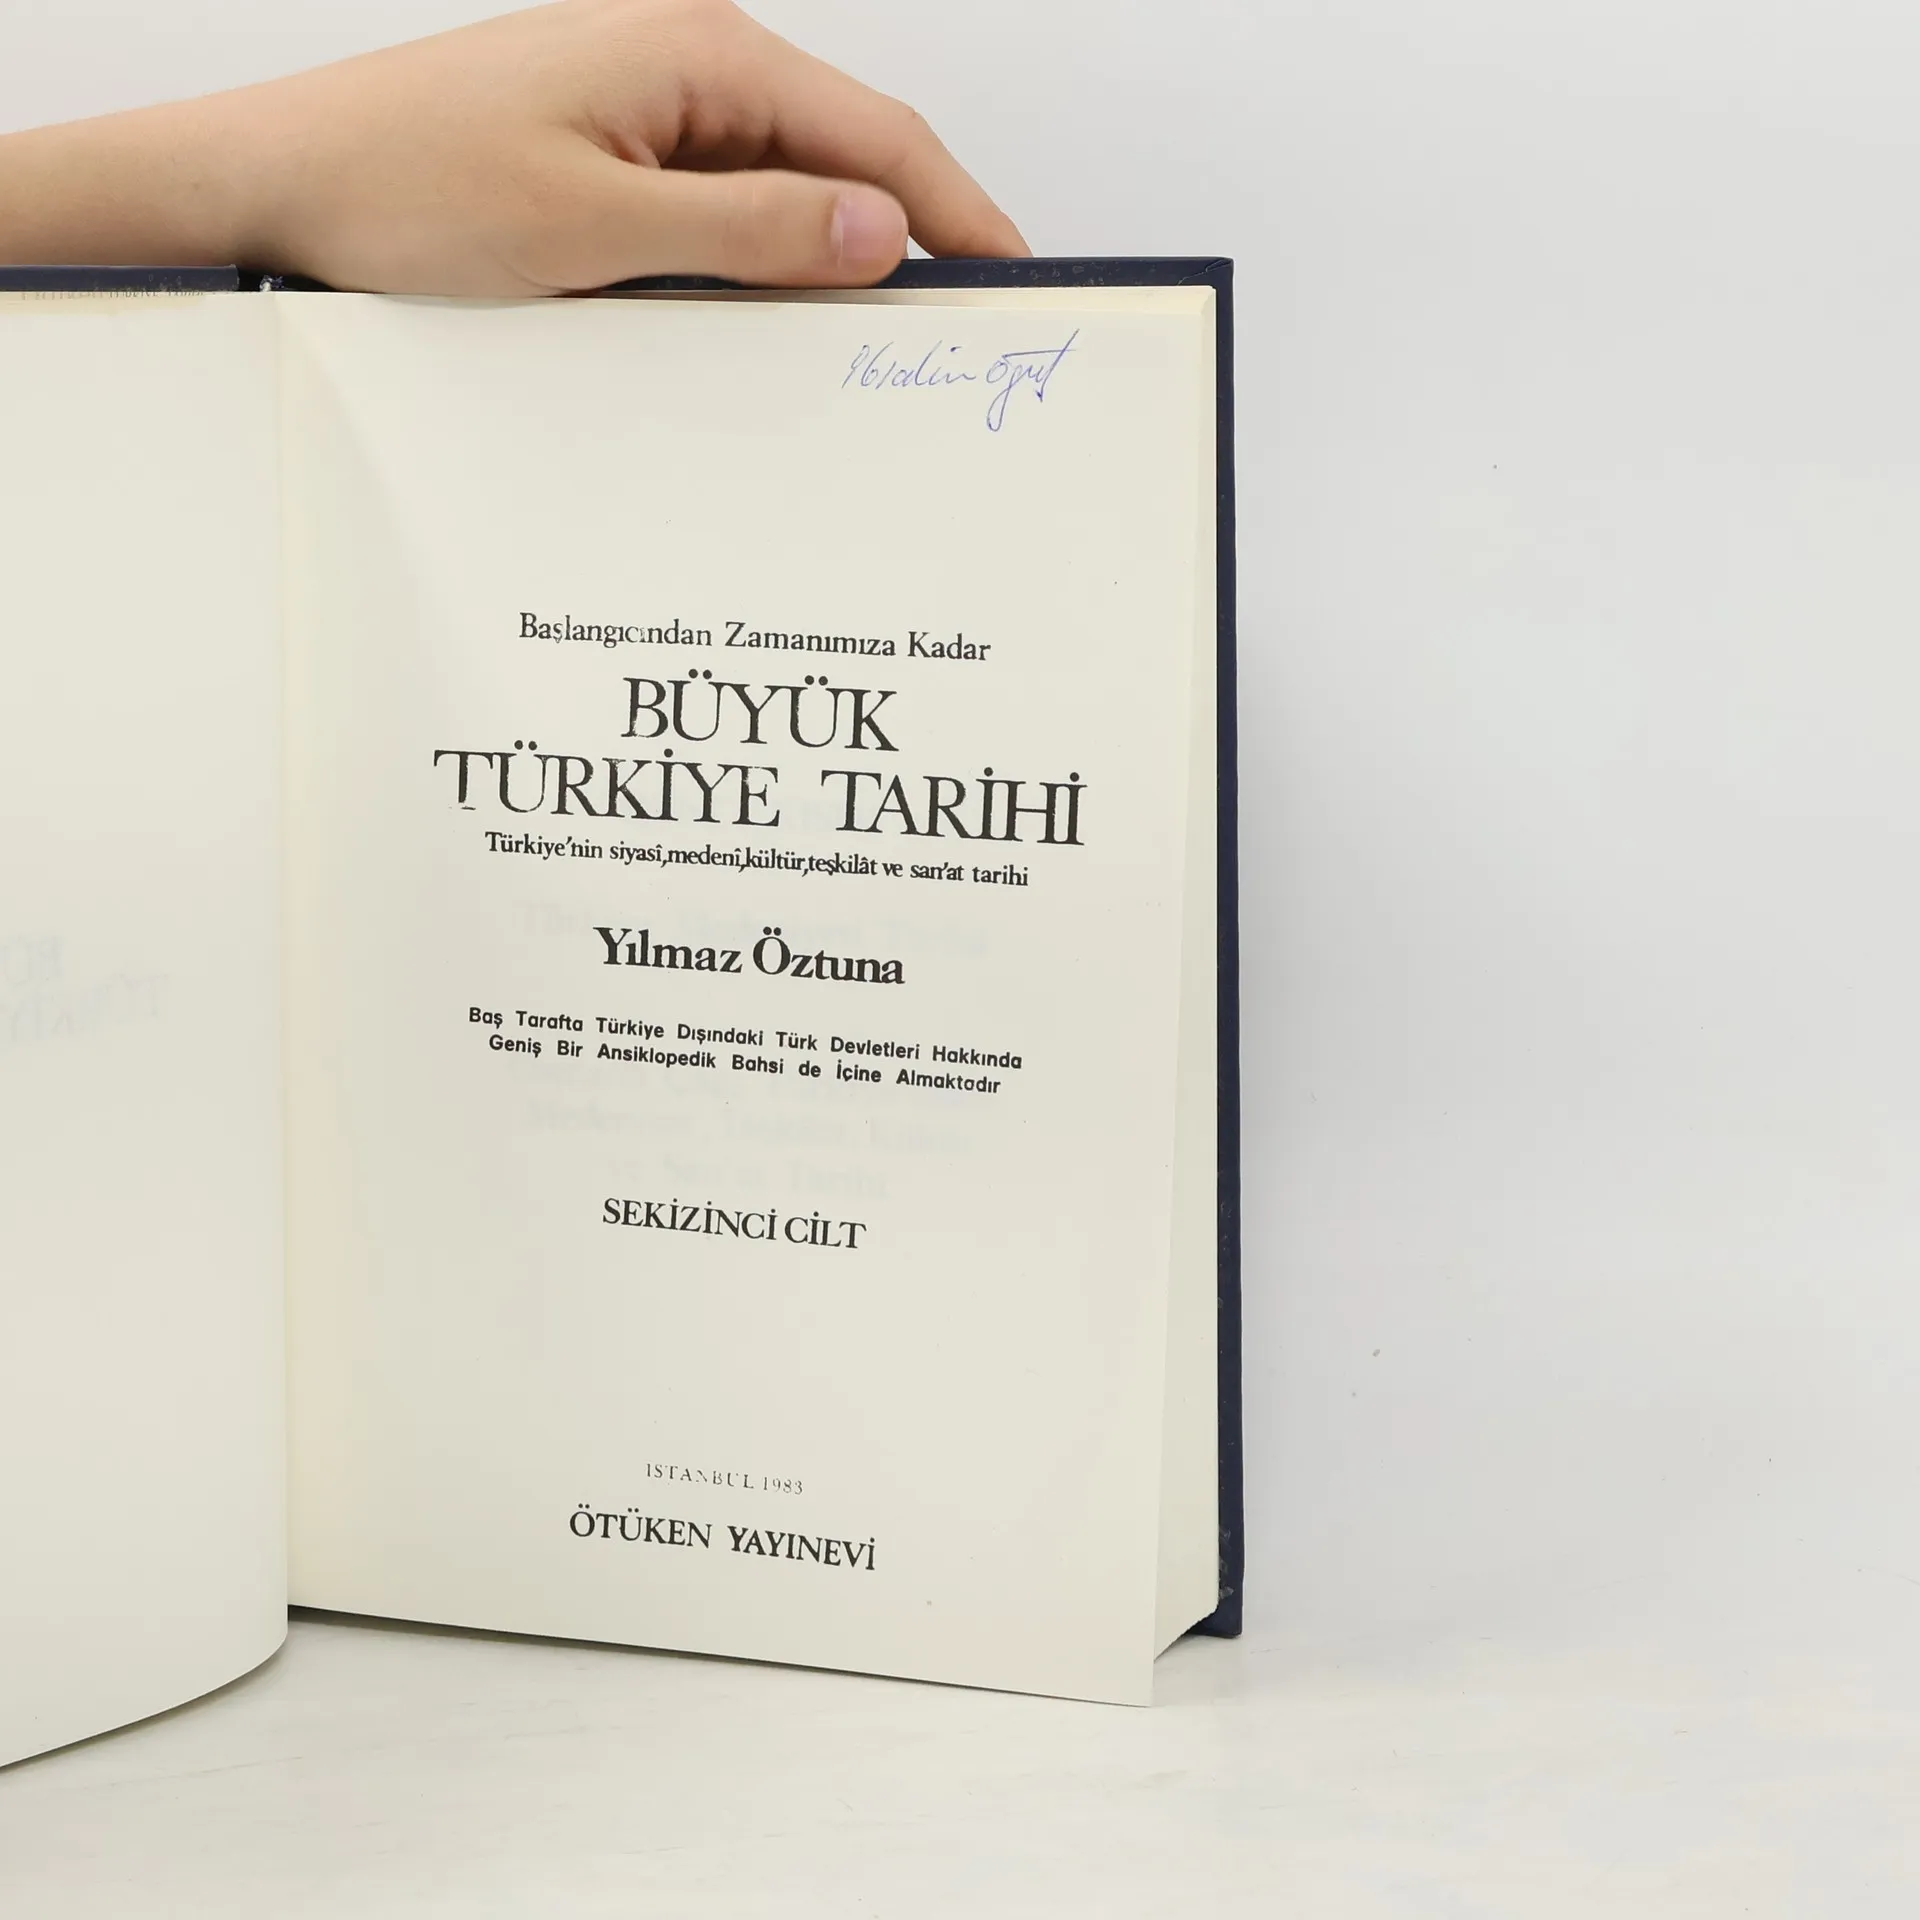 Başlangıcından Zamanımıza Kadar
BÜYÜK
TÜRKİYE TARİHİ
Türkiye'nin siyasî,medenî,kültür,teşkilât ve san'at tarihi
Yılmaz Öztuna
Baş Tarafta Türkiye Dışındaki Türk Devletleri Hakkında
Geniş Bir Ansiklopedik Bahsi de İçine Almaktadır
SEKİZİNCİ CİLT
ISTANBUL 1983
ÖTÜKEN YAYINEVİ